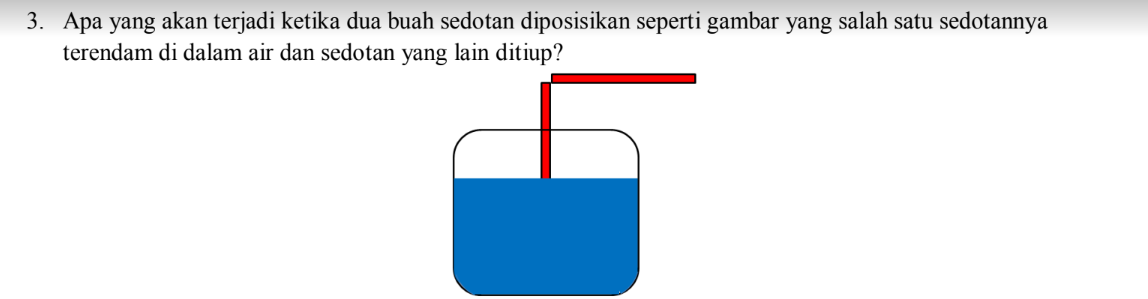 3. Apa yang akan terjadi ketika dua buah sedotan diposisikan seperti gambar yang salah satu sedotannya
terendam di dalam air dan sedotan yang lain ditiup?